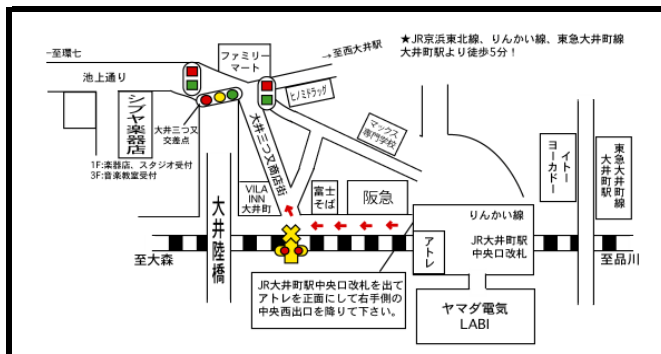 ←至環七
池上通り
ファミリー
マート
→至西大井駅
★JR京浜東北線、りんかい線、東急大井町線
大井町駅より徒歩5分！
シブヤ楽器店
大井三つ又
交差点
ヒノミドラッグ
大井三つ又商店街
マックス
専門学校
イトー
ヨーカドー
東急大井町線
大井町駅
1F:楽器店、スタジオ受付
3F:音楽教室受付
VILA
INN
大井町
富士
そば
阪急
大井陸橋
りんかい線
JR大井町駅
中央口改札
アトレ
至大森
至品川
JR大井町駅中央口改札を出て
アトレを正面にして右手側の
中央西出口を降りて下さい。
ヤマダ電気
LABI